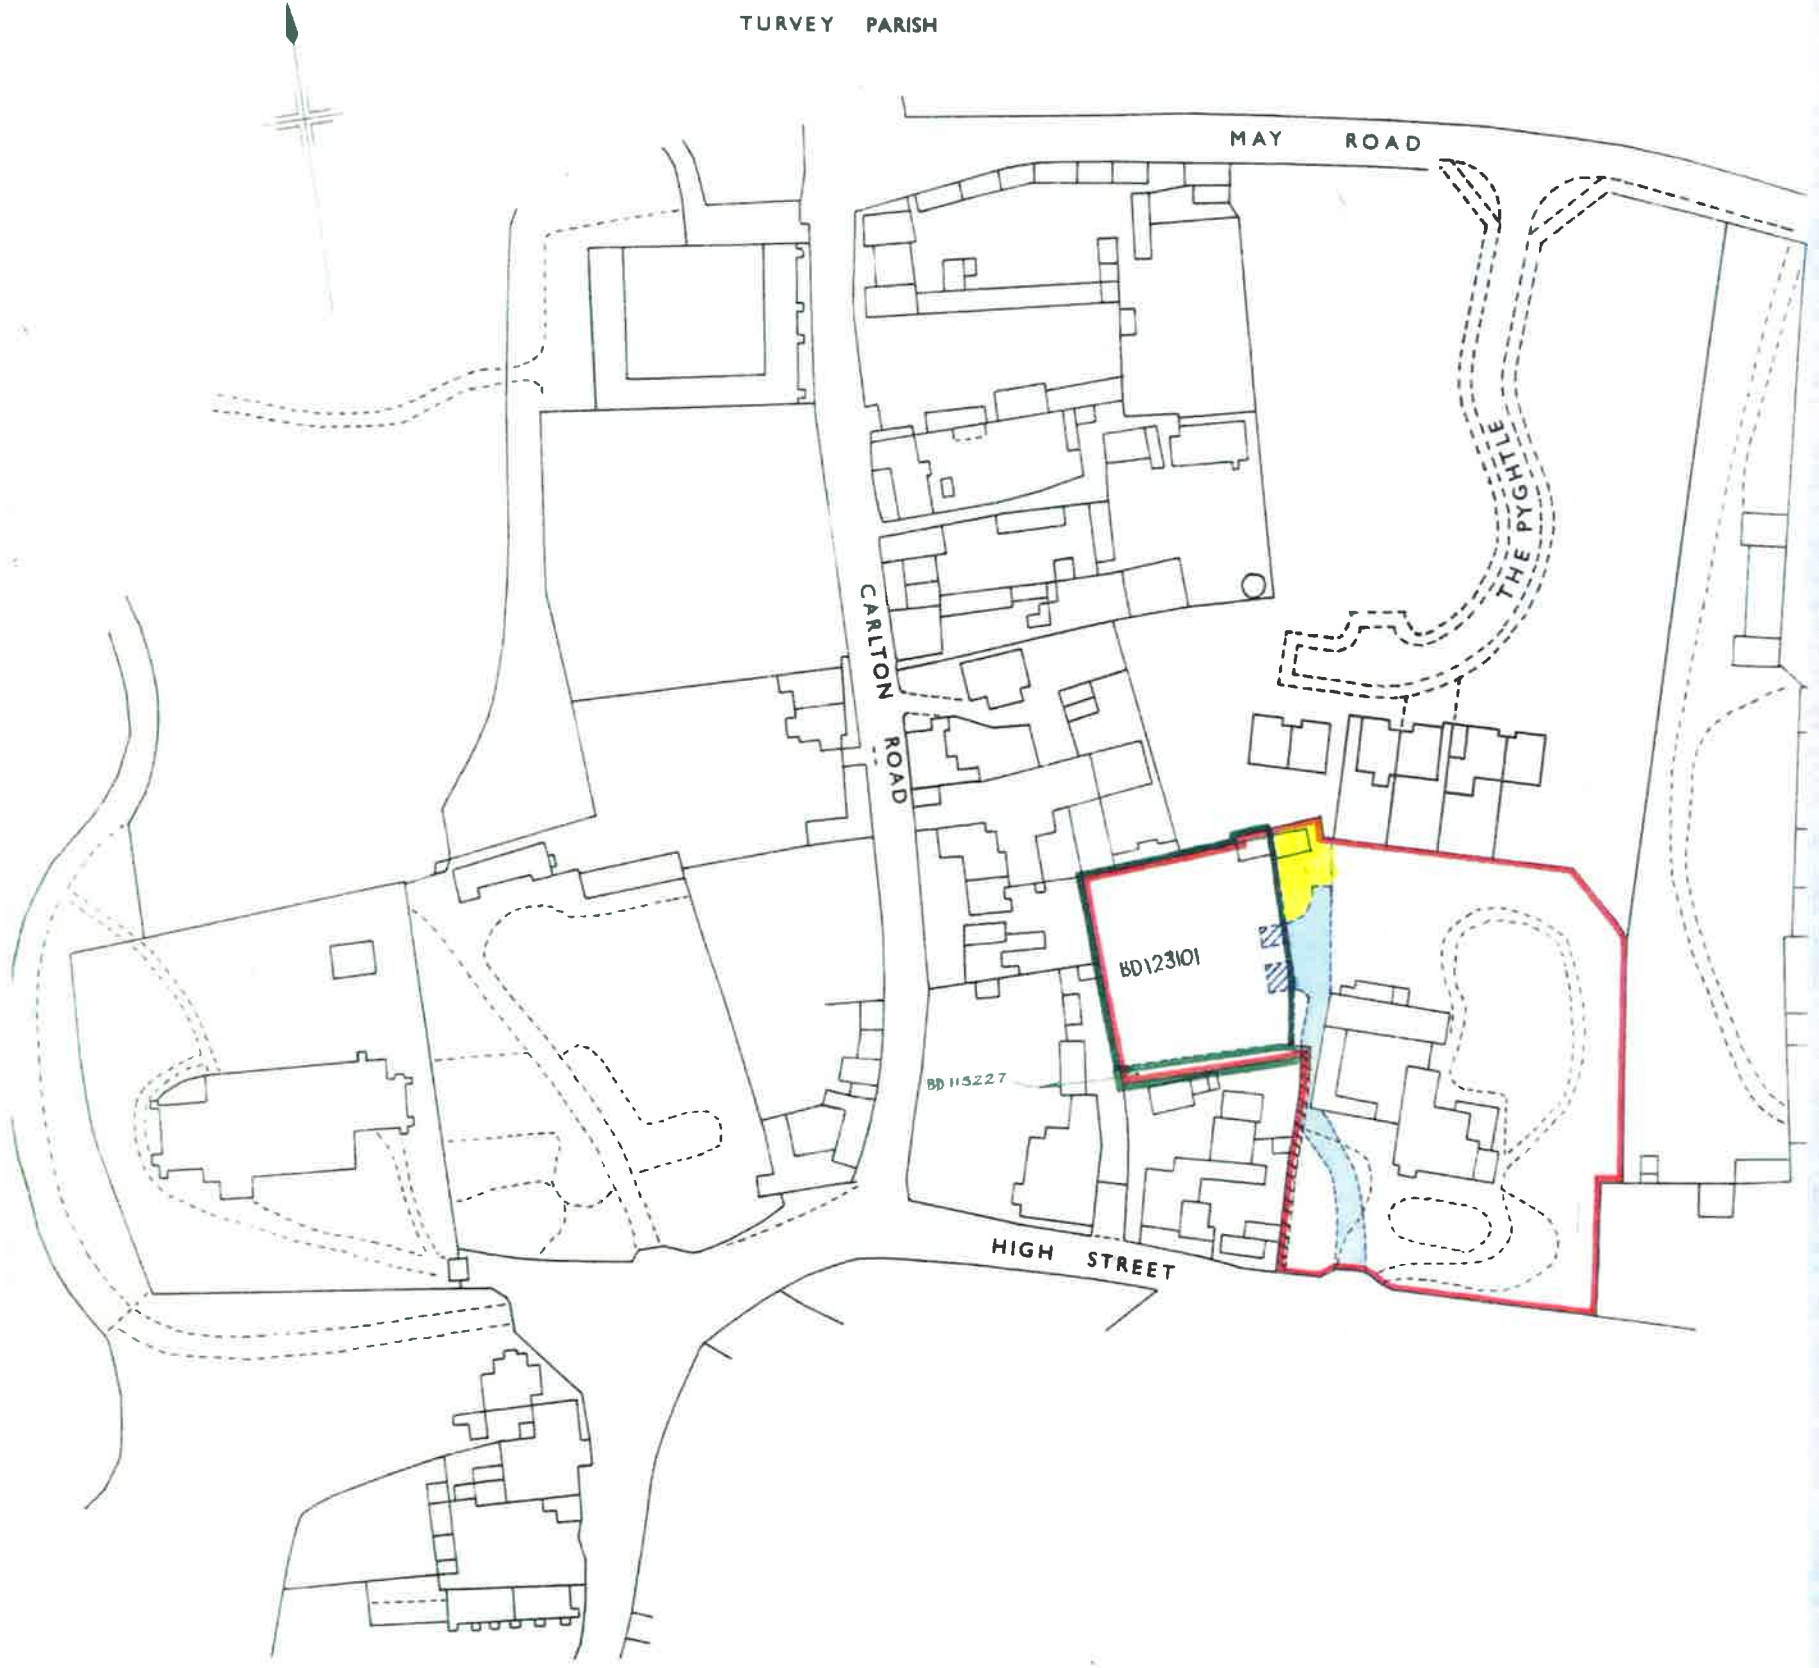 TURVEY PARISH
MAY ROAD
THE PYGHTLE
CARLTON ROAD
BD123101
BD115227
HIGH STREET